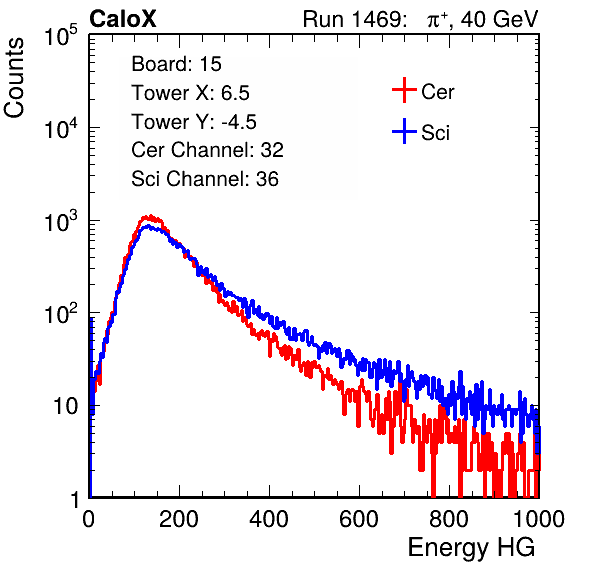 CaloX
Run 1469: π⁺, 40 GeV
Counts
10⁵
10⁴
10³
10²
10
1
Board: 15
Tower X: 6.5
Tower Y: -4.5
Cer Channel: 32
Sci Channel: 36
Cer
Sci
0 200 400 600 800 1000
Energy HG